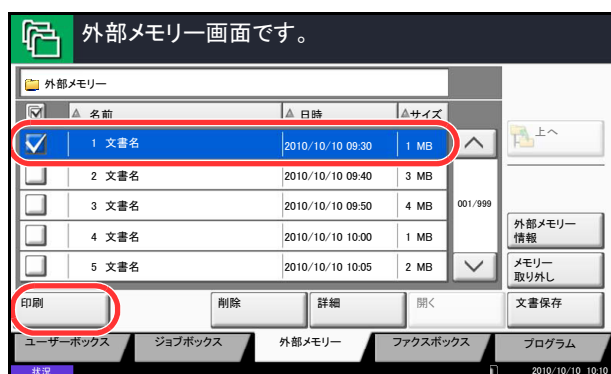 外部メモリー画面です。
外部メモリー
名前 日時 サイズ
1 文書名 2010/10/10 09:30 1 MB
上へ
2 文書名 2010/10/10 09:40 3 MB
3 文書名 2010/10/10 09:50 4 MB
001/999
4 文書名 2010/10/10 10:00 1 MB
外部メモリー
情報
5 文書名 2010/10/10 10:05 2 MB
メモリー
取り外し
印刷 削除 詳細 開く 文書保存
ユーザーボックス ジョブボックス 外部メモリー ファクスボックス プログラム
状況 2010/10/10 10:10